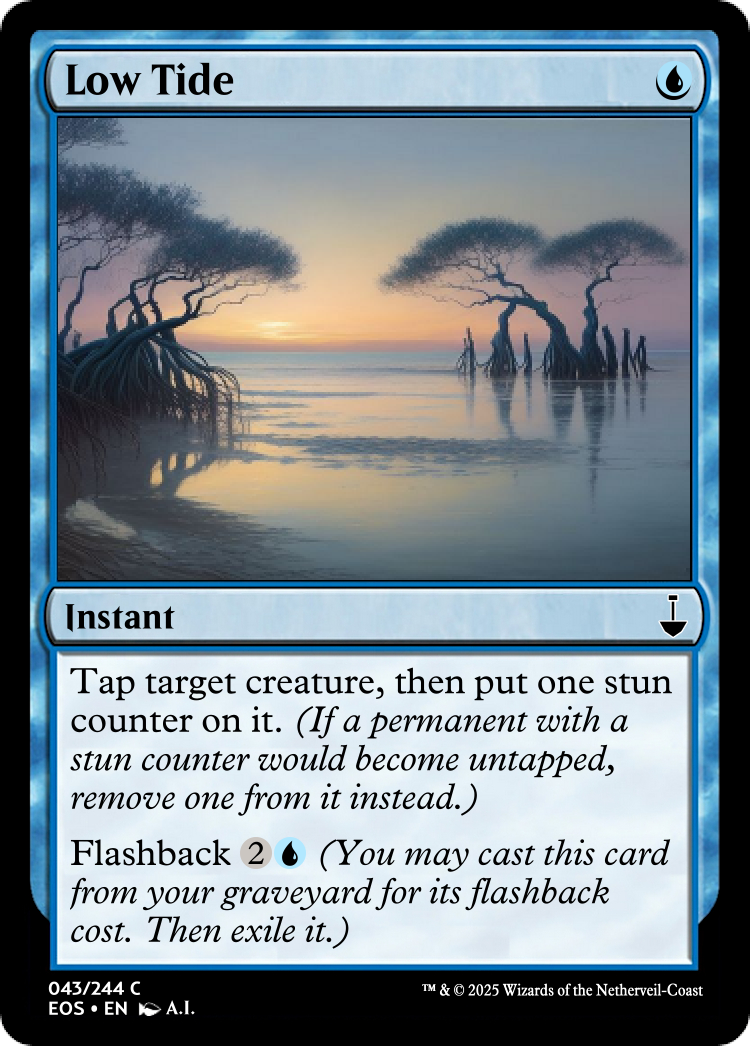 Low Tide
Instant
Tap target creature, then put one stun
counter on it. (If a permanent with a
stun counter would become untapped,
remove one from it instead.)
Flashback 2 (You may cast this card
from your graveyard for its flashback
cost. Then exile it.)
043/244 C
EOS • EN A.I.
™ & © 2025 Wizards of the Netherveil-Coast